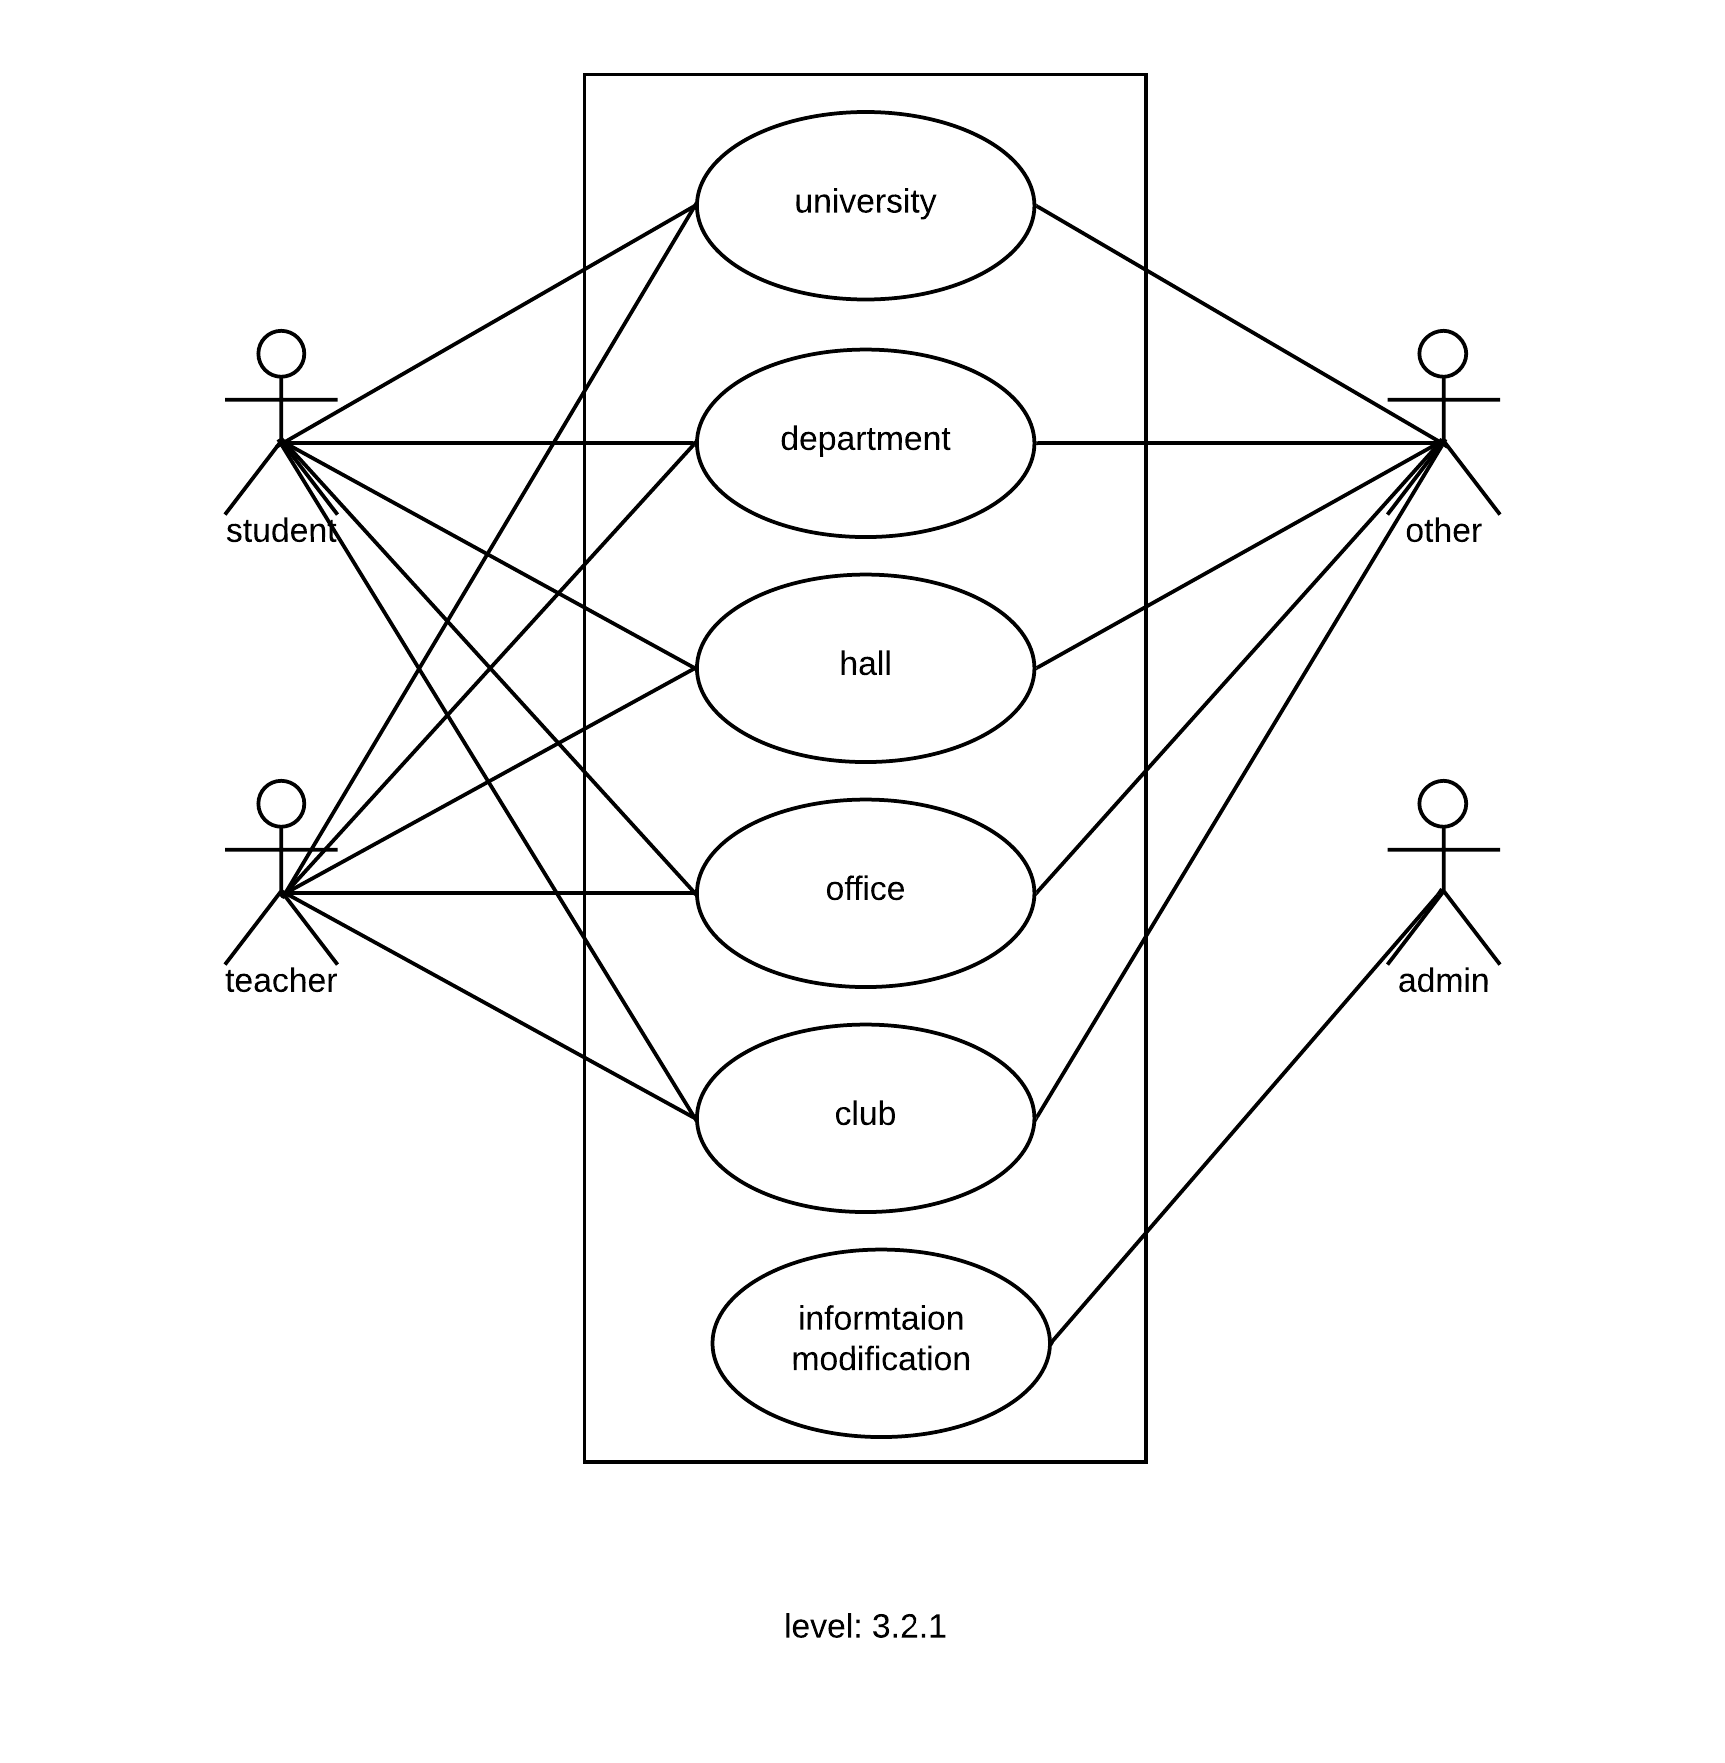 university
department
student
other
hall
office
teacher
admin
club
informtaion
modification
level: 3.2.1